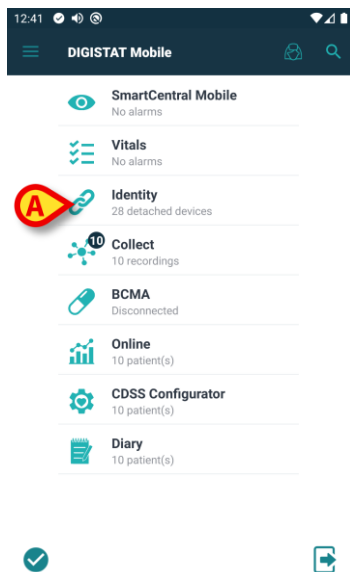 12:41
DIGISTAT Mobile
SmartCentral Mobile
No alarms
Vitals
No alarms
A
Identity
28 detached devices
10
Collect
10 recordings
BCMA
Disconnected
Online
10 patient(s)
CDSS Configurator
10 patient(s)
Diary
10 patient(s)